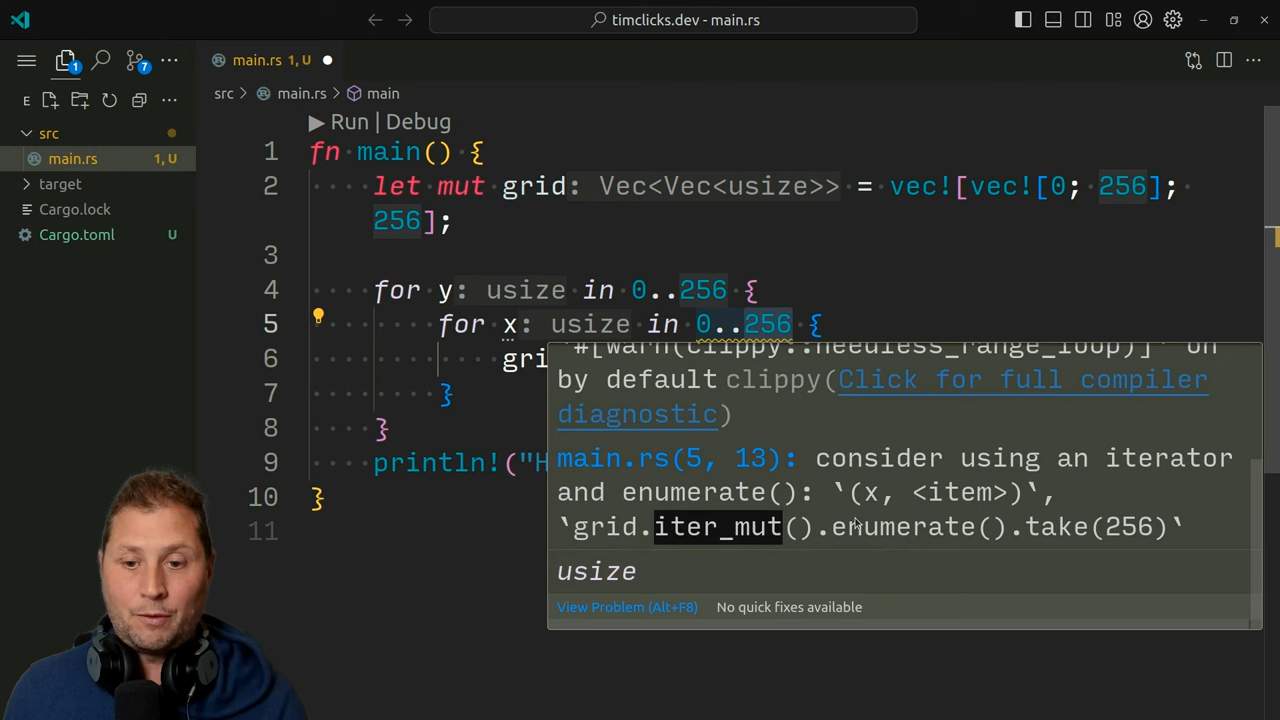 timclicks.dev - main.rs
1
7
main.rs 1, U
E
src > main.rs > main
src
main.rs 1, U
target
Cargo.lock
Cargo.toml U
Run | Debug
1 fn main() {
2 let mut grid: Vec<Vec<usize>> = vec![vec![0; 256];
256];
3
4 for y: usize in 0..256 {
5 for x: usize in 0..256 {
6 gri
7 }
8 }
9 println!("H
10 }
11
`#[warn(clippy::needless_range_loop)]` on
by default clippy(Click for full compiler
diagnostic)
main.rs(5, 13): consider using an iterator
and enumerate(): `(x, <item>)`,
`grid.iter_mut().enumerate().take(256)`
usize
View Problem (Alt+F8) No quick fixes available